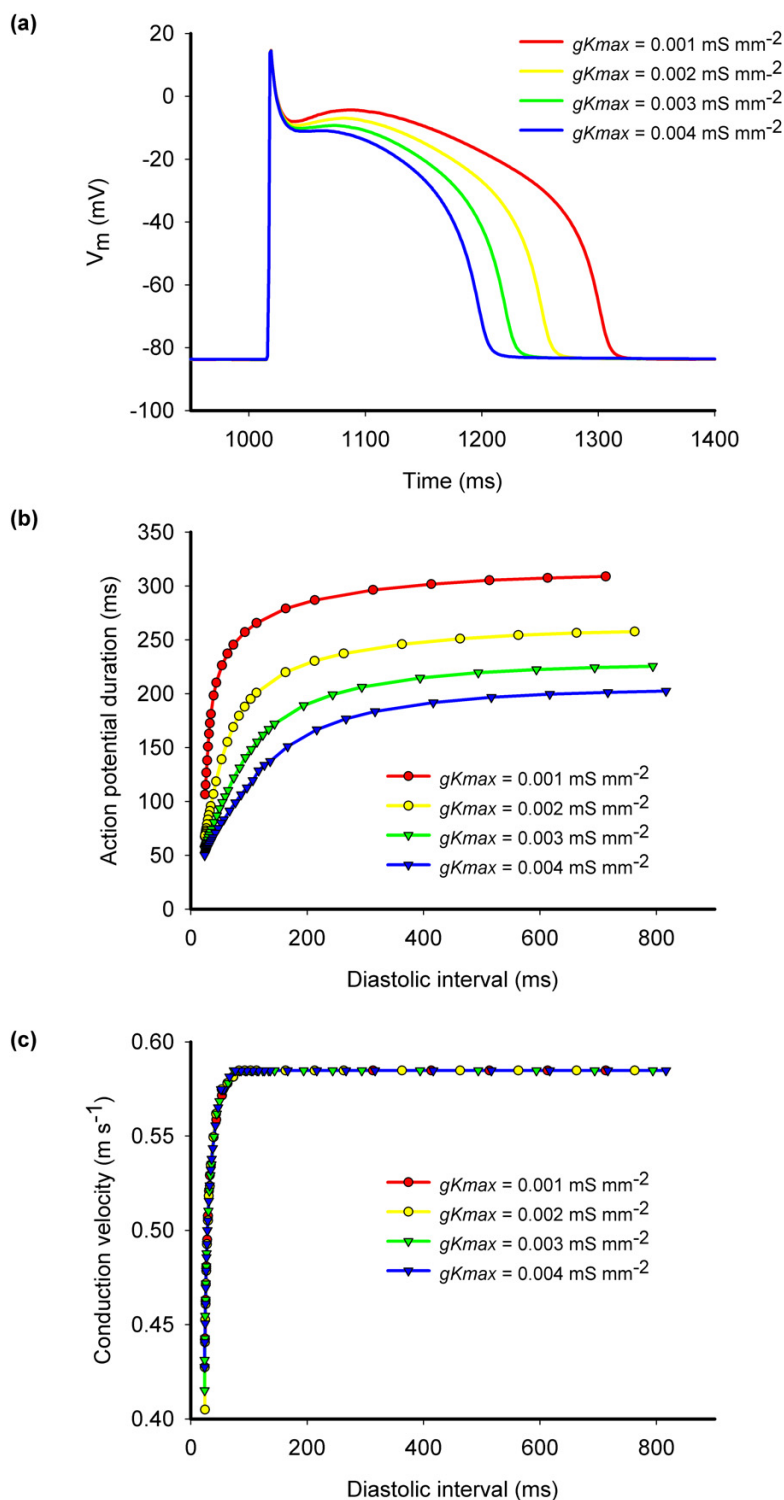 (a)
20
0
-20
-40
-60
-80
-100
V_m (mV)
1000 1100 1200 1300 1400
Time (ms)
gKmax = 0.001 mS mm⁻²
gKmax = 0.002 mS mm⁻²
gKmax = 0.003 mS mm⁻²
gKmax = 0.004 mS mm⁻²
(b)
350
300
250
200
150
100
50
0
Action potential duration (ms)
gKmax = 0.001 mS mm⁻²
gKmax = 0.002 mS mm⁻²
gKmax = 0.003 mS mm⁻²
gKmax = 0.004 mS mm⁻²
0 200 400 600 800
Diastolic interval (ms)
(c)
0.60
0.55
0.50
0.45
0.40
Conduction velocity (m s⁻¹)
gKmax = 0.001 mS mm⁻²
gKmax = 0.002 mS mm⁻²
gKmax = 0.003 mS mm⁻²
gKmax = 0.004 mS mm⁻²
0 200 400 600 800
Diastolic interval (ms)